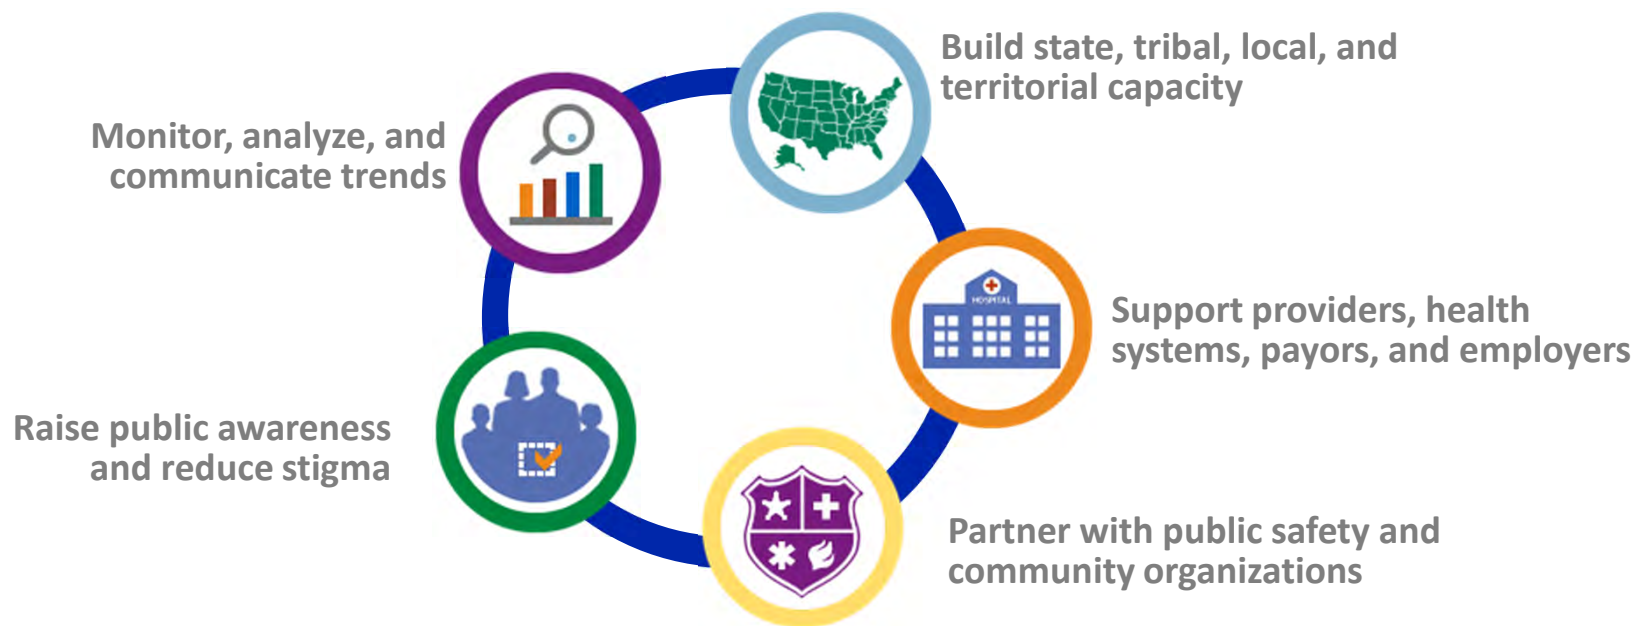 Build state, tribal, local, and
territorial capacity
Monitor, analyze, and
communicate trends
HOSPITAL
Support providers, health
systems, payors, and employers
Raise public awareness
and reduce stigma
Partner with public safety and
community organizations